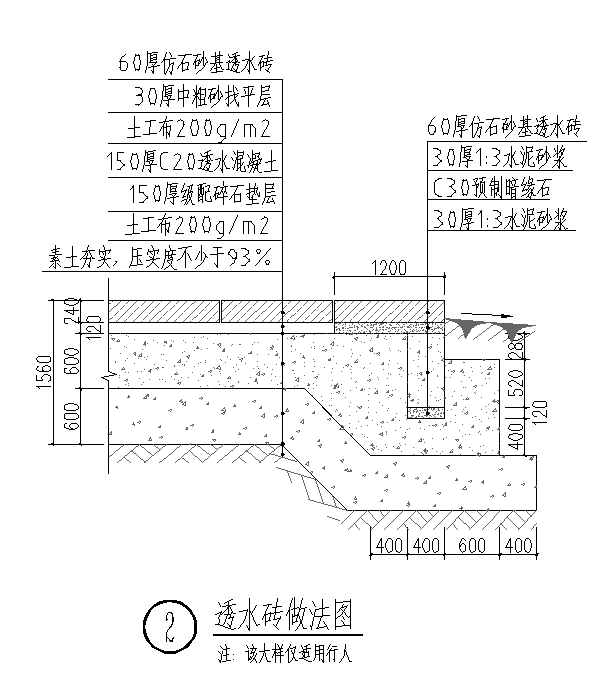 60厚仿石砂基透水砖
30厚中粗砂找平层
土工布200g/m2
150厚C20透水混凝土
150厚级配碎石垫层
土工布200g/m2
素土夯实，压实度不少于93%
60厚仿石砂基透水砖
30厚1:3水泥砂浆
C30预制暗缘石
30厚1:3水泥砂浆
1200
240
120
600
1560
600
280
520
120
400
400
400
600
400
2
透水砖做法图
注: 该大样仅适用行人